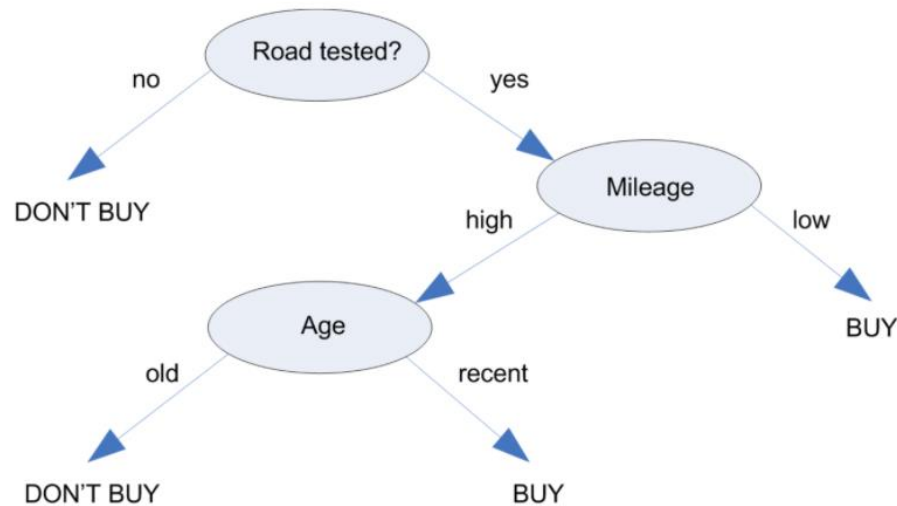 Road tested?
no
yes
DON'T BUY
Mileage
high
low
Age
BUY
old
recent
DON'T BUY
BUY